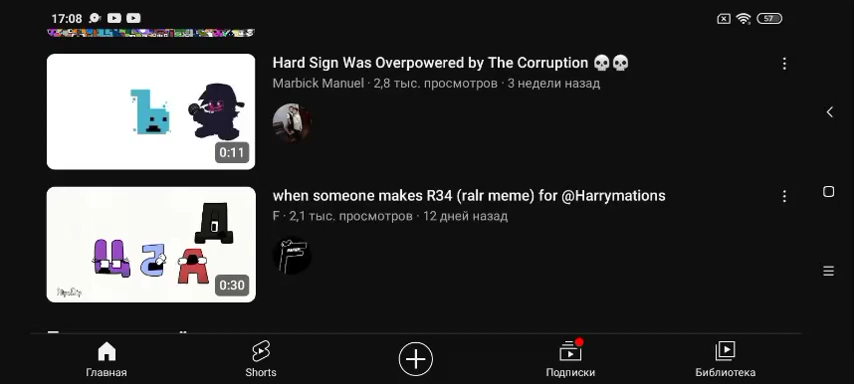 17:08
57
Hard Sign Was Overpowered by The Corruption 💀💀
Marbick Manuel · 2,8 тыс. просмотров · 3 недели назад
0:11
when someone makes R34 (ralr meme) for @Harrymations
F · 2,1 тыс. просмотров · 12 дней назад
0:30
Главная
Shorts
Подписки
Библиотека